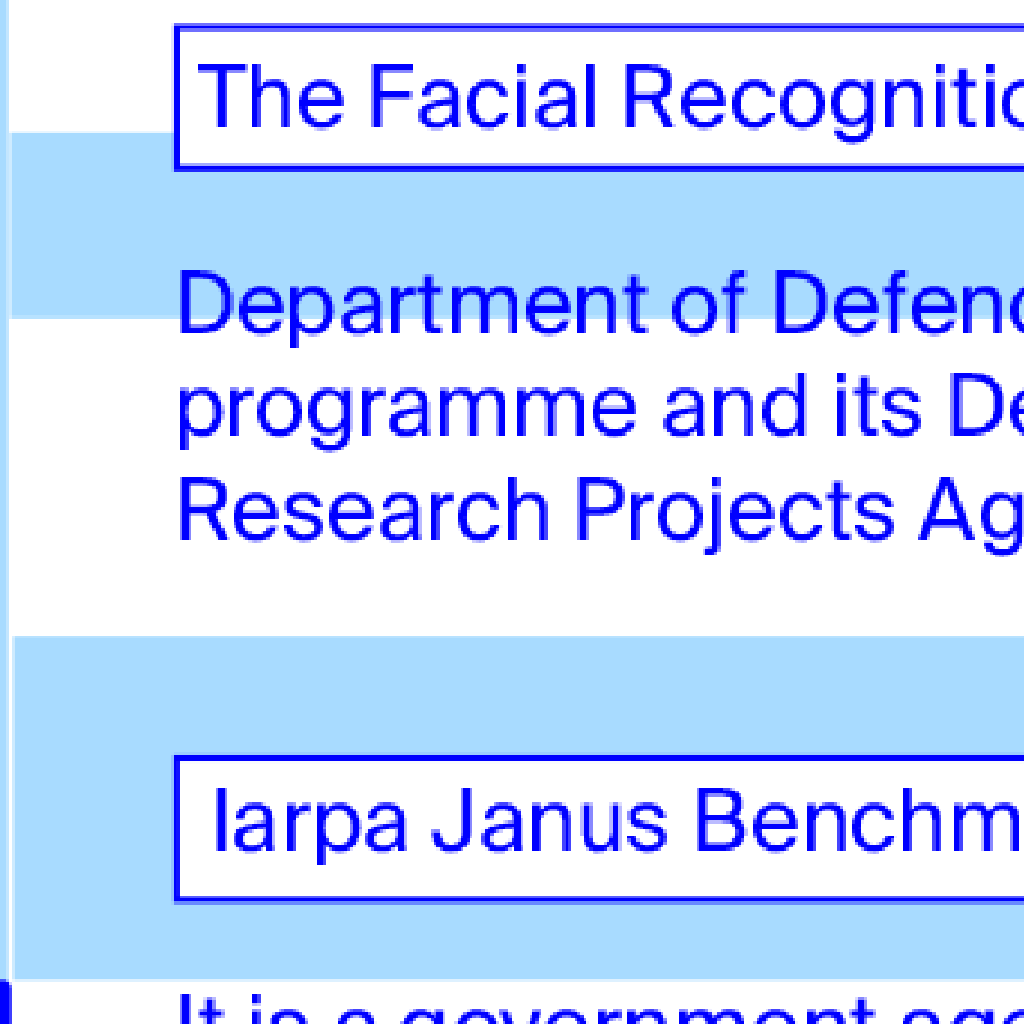 The Facial Recognitio
Department of Defenc
programme and its De
Research Projects Ag
Iarpa Janus Benchm
It is a government age